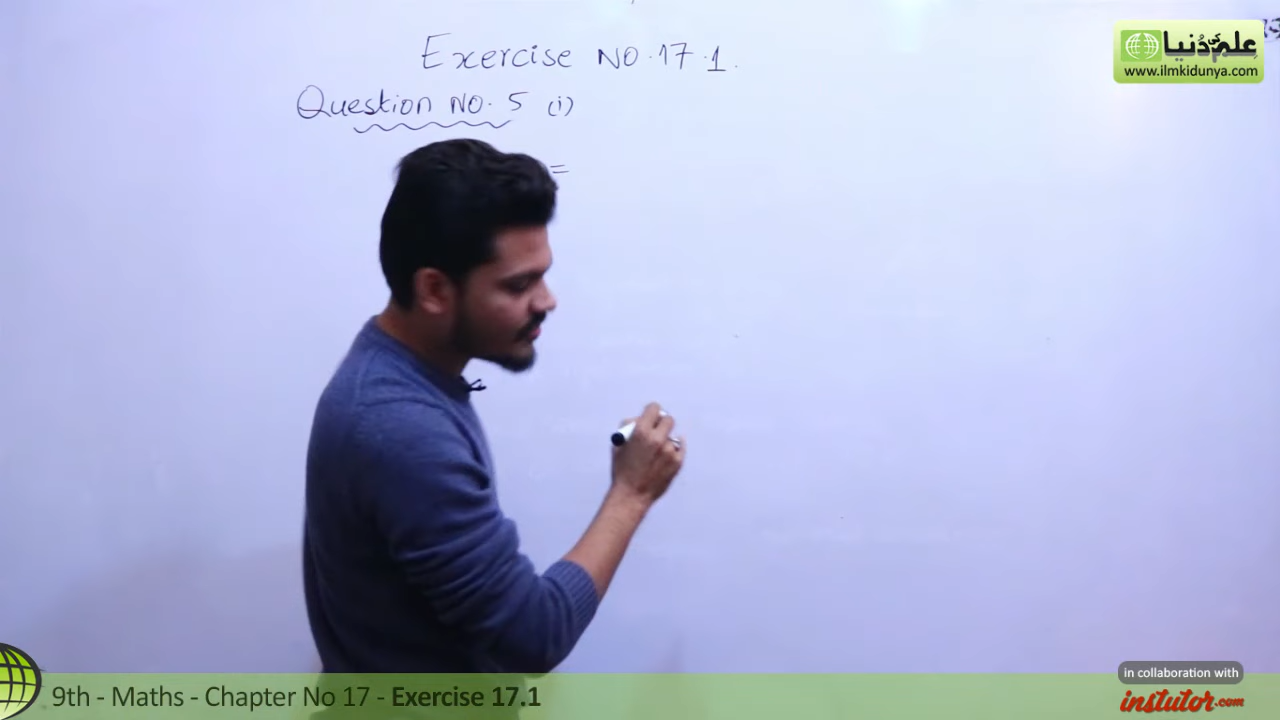 Exercise NO. 17.1.
Question NO. 5 (i)
=
علم کی دُنیا
www.ilmkidunya.com
9th - Maths - Chapter No 17 - Exercise 17.1
in collaboration with
instutor.com